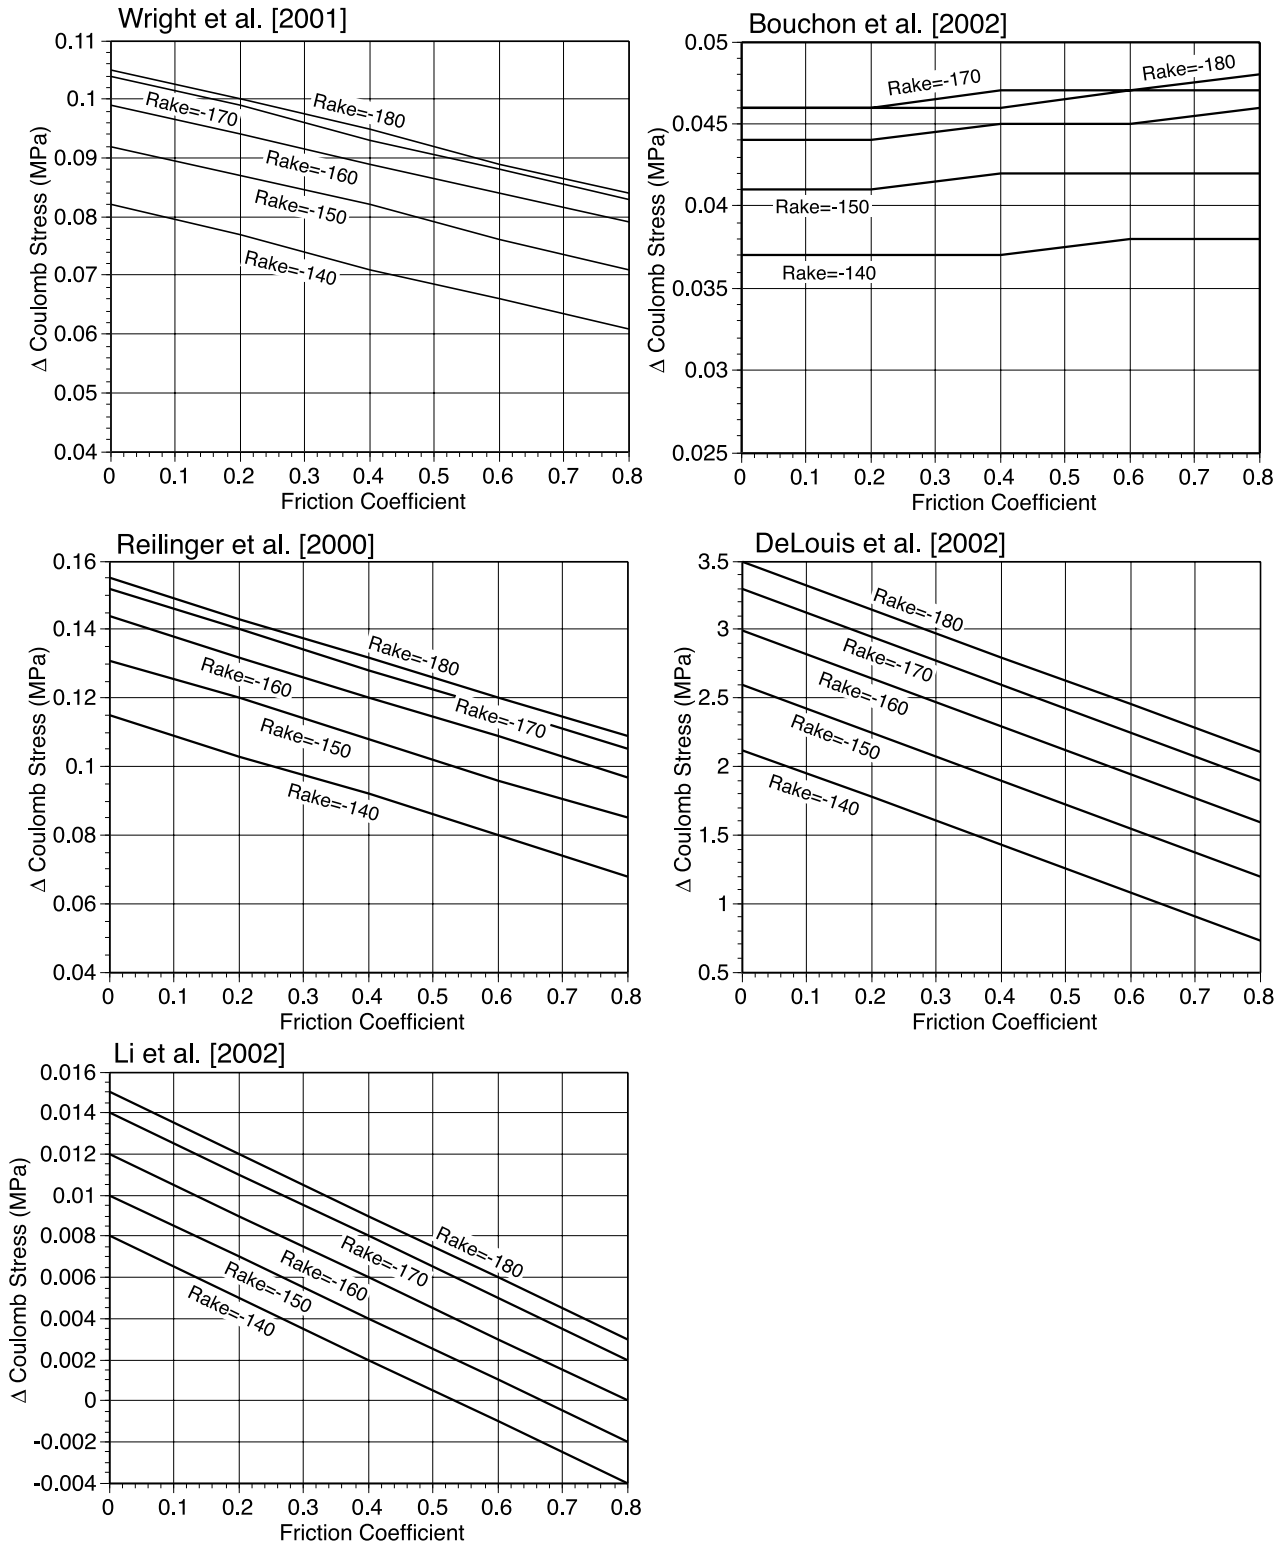 Wright et al. [2001]
0.11
0.1
0.09
0.08
0.07
0.06
0.05
0.04
Δ Coulomb Stress (MPa)
Rake=-180
Rake=-170
Rake=-160
Rake=-150
Rake=-140
0 0.1 0.2 0.3 0.4 0.5 0.6 0.7 0.8
Friction Coefficient
Bouchon et al. [2002]
0.05
0.045
0.04
0.035
0.03
0.025
Δ Coulomb Stress (MPa)
Rake=-180
Rake=-170
Rake=-150
Rake=-140
0 0.1 0.2 0.3 0.4 0.5 0.6 0.7 0.8
Friction Coefficient
Reilinger et al. [2000]
0.16
0.14
0.12
0.1
0.08
0.06
0.04
Δ Coulomb Stress (MPa)
Rake=-180
Rake=-160
Rake=-170
Rake=-150
Rake=-140
0 0.1 0.2 0.3 0.4 0.5 0.6 0.7 0.8
Friction Coefficient
DeLouis et al. [2002]
3.5
3
2.5
2
1.5
1
0.5
Δ Coulomb Stress (MPa)
Rake=-180
Rake=-170
Rake=-160
Rake=-150
Rake=-140
0 0.1 0.2 0.3 0.4 0.5 0.6 0.7 0.8
Friction Coefficient
Li et al. [2002]
0.016
0.014
0.012
0.01
0.008
0.006
0.004
0.002
0
-0.002
-0.004
Δ Coulomb Stress (MPa)
Rake=-180
Rake=-170
Rake=-160
Rake=-150
Rake=-140
0 0.1 0.2 0.3 0.4 0.5 0.6 0.7 0.8
Friction Coefficient